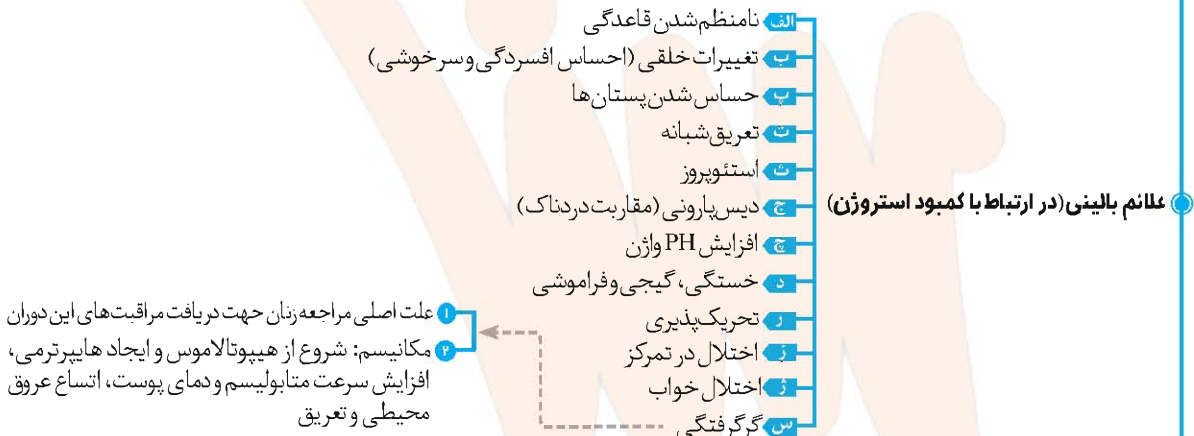 علائم بالینی (در ارتباط با کمبود استروژن)
الف نامنظم شدن قاعدگی
ب تغییرات خلقی (احساس افسردگی و سرخوشی)
پ حساس شدن پستان‌ها
ت تعریق شبانه
ث استئوپروز
ج دیس‌پارونی (مقاربت دردناک)
چ افزایش PH واژن
د خستگی، گیجی و فراموشی
ر تحریک‌پذیری
ز اختلال در تمرکز
ژ اختلال خواب
س گرگرفتگی
۱ علت اصلی مراجعه زنان جهت دریافت مراقبت‌های این دوران
۲ مکانیسم: شروع از هیپوتالاموس و ایجاد هایپرترمی،
افزایش سرعت متابولیسم و دمای پوست، اتساع عروق
محیطی و تعریق